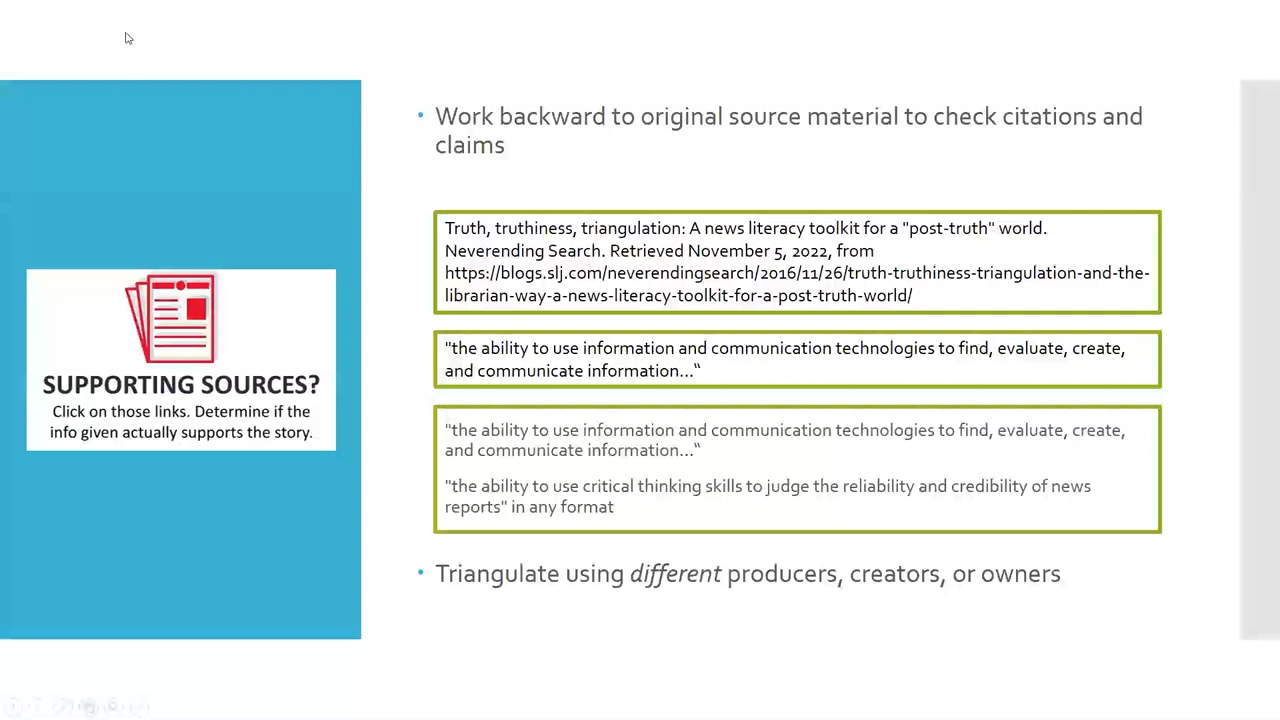 • Work backward to original source material to check citations and
claims
Truth, truthiness, triangulation: A news literacy toolkit for a "post-truth" world.
Neverending Search. Retrieved November 5, 2022, from
https://blogs.slj.com/neverendingsearch/2016/11/26/truth-truthiness-triangulation-and-the-
librarian-way-a-news-literacy-toolkit-for-a-post-truth-world/
"the ability to use information and communication technologies to find, evaluate, create,
and communicate information…“
"the ability to use information and communication technologies to find, evaluate, create,
and communicate information…“
"the ability to use critical thinking skills to judge the reliability and credibility of news
reports" in any format
• Triangulate using different producers, creators, or owners
SUPPORTING SOURCES?
Click on those links. Determine if the
info given actually supports the story.